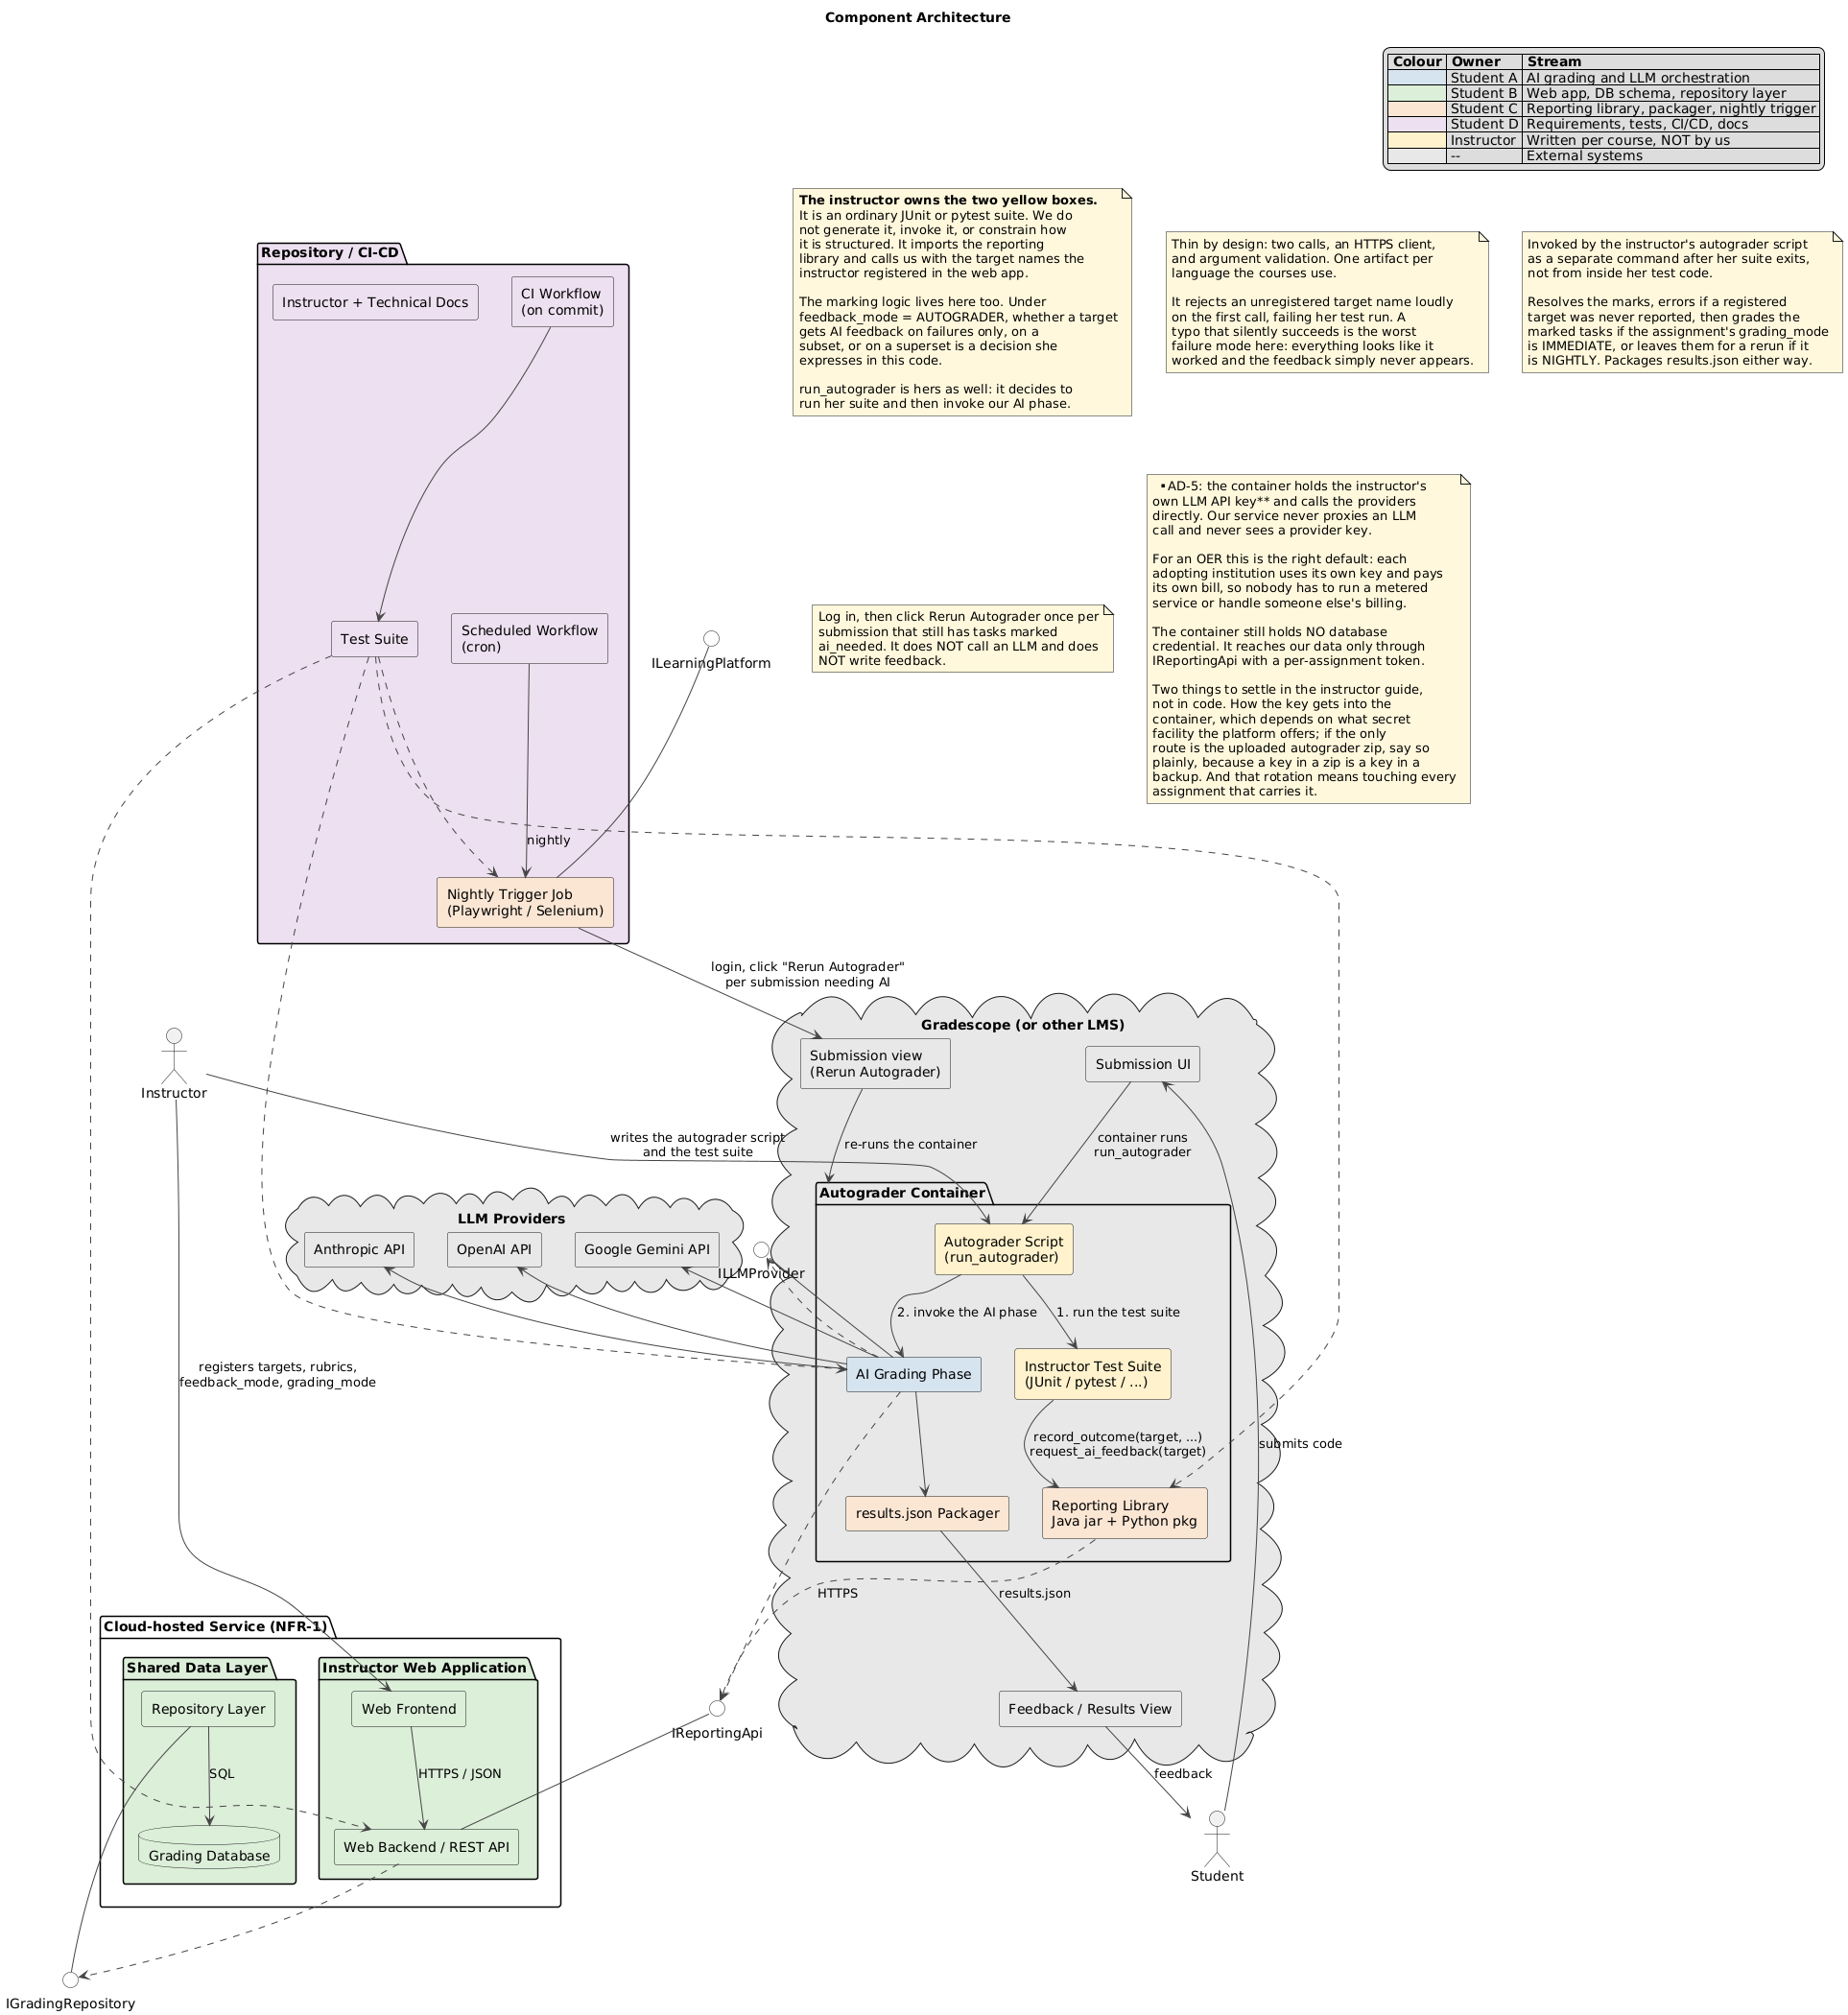 Component Architecture
Colour Owner Stream
Student A AI grading and LLM orchestration
Student B Web app, DB schema, repository layer
Student C Reporting library, packager, nightly trigger
Student D Requirements, tests, CI/CD, docs
Instructor Written per course, NOT by us
-- External systems
The instructor owns the two yellow boxes.
It is an ordinary JUnit or pytest suite. We do
not generate it, invoke it, or constrain how
it is structured. It imports the reporting
library and calls us with the target names the
instructor registered in the web app.
The marking logic lives here too. Under
feedback_mode = AUTOGRADER, whether a target
gets AI feedback on failures only, on a
subset, or on a superset is a decision she
expresses in this code.
run_autograder is hers as well: it decides to
run her suite and then invoke our AI phase.
Thin by design: two calls, an HTTPS client,
and argument validation. One artifact per
language the courses use.
It rejects an unregistered target name loudly
on the first call, failing her test run. A
typo that silently succeeds is the worst
failure mode here: everything looks like it
worked and the feedback simply never appears.
Invoked by the instructor's autograder script
as a separate command after her suite exits,
not from inside her test code.
Resolves the marks, errors if a registered
target was never reported, then grades the
marked tasks if the assignment's grading_mode
is IMMEDIATE, or leaves them for a rerun if it
is NIGHTLY. Packages results.json either way.
Repository / CI-CD
Instructor + Technical Docs
CI Workflow
(on commit)
▪ AD-5: the container holds the instructor's
own LLM API key** and calls the providers
directly. Our service never proxies an LLM
call and never sees a provider key.
For an OER this is the right default: each
adopting institution uses its own key and pays
its own bill, so nobody has to run a metered
service or handle someone else's billing.
The container still holds NO database
credential. It reaches our data only through
IReportingApi with a per-assignment token.
Two things to settle in the instructor guide,
not in code. How the key gets into the
container, which depends on what secret
facility the platform offers; if the only
route is the uploaded autograder zip, say so
plainly, because a key in a zip is a key in a
backup. And that rotation means touching every
assignment that carries it.
Test Suite
Scheduled Workflow
(cron)
ILearningPlatform
Log in, then click Rerun Autograder once per
submission that still has tasks marked
ai_needed. It does NOT call an LLM and does
NOT write feedback.
nightly
Nightly Trigger Job
(Playwright / Selenium)
login, click "Rerun Autograder"
per submission needing AI
Gradescope (or other LMS)
Submission view
(Rerun Autograder)
Submission UI
Instructor
writes the autograder script
and the test suite
re-runs the container
container runs
run_autograder
Autograder Container
LLM Providers
Anthropic API
OpenAI API
Google Gemini API
ILLMProvider
Autograder Script
(run_autograder)
2. invoke the AI phase
1. run the test suite
registers targets, rubrics,
feedback_mode, grading_mode
AI Grading Phase
Instructor Test Suite
(JUnit / pytest / ...)
record_outcome(target, ...)
request_ai_feedback(target)
submits code
results.json Packager
Reporting Library
Java jar + Python pkg
HTTPS
results.json
Cloud-hosted Service (NFR-1)
Shared Data Layer
Instructor Web Application
Repository Layer
Web Frontend
IReportingApi
Feedback / Results View
SQL
HTTPS / JSON
feedback
Grading Database
Web Backend / REST API
Student
IGradingRepository